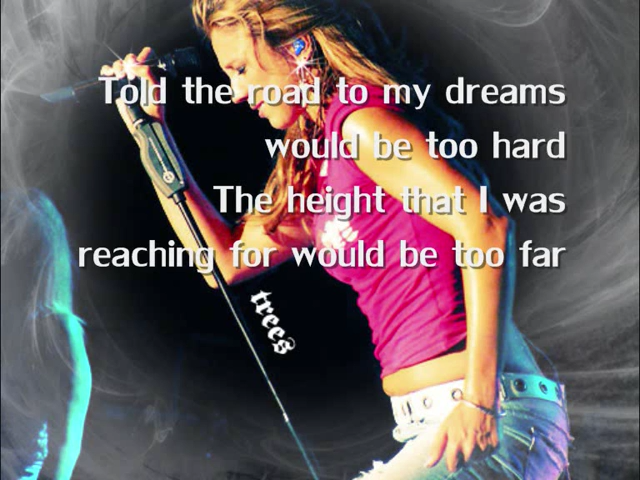 Told the road to my dreams
would be too hard
The height that I was
reaching for would be too far
trees